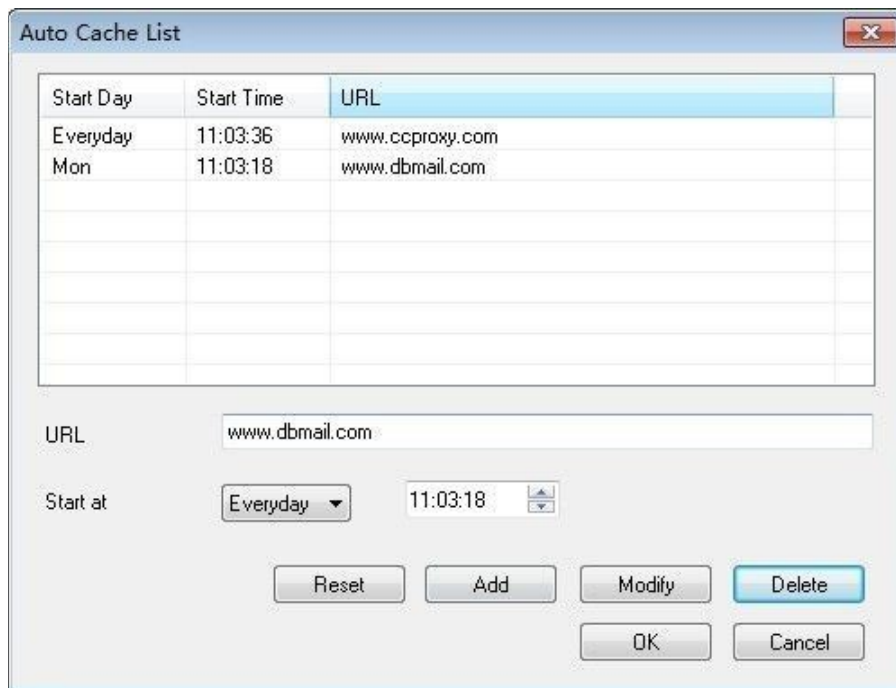 Auto Cache List
Start Day Start Time URL
Everyday 11:03:36 www.ccproxy.com
Mon 11:03:18 www.dbmail.com
URL www.dbmail.com
Start at Everyday 11:03:18
Reset Add Modify Delete
OK Cancel